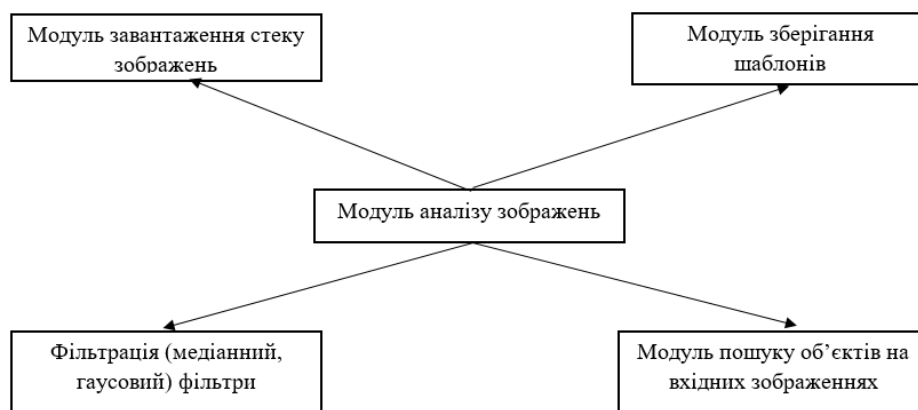 Модуль завантаження стеку
зображень
Модуль зберігання
шаблонів
Модуль аналізу зображень
Фільтрація (медіанний,
гаусовий) фільтри
Модуль пошуку об’єктів на
вхідних зображеннях